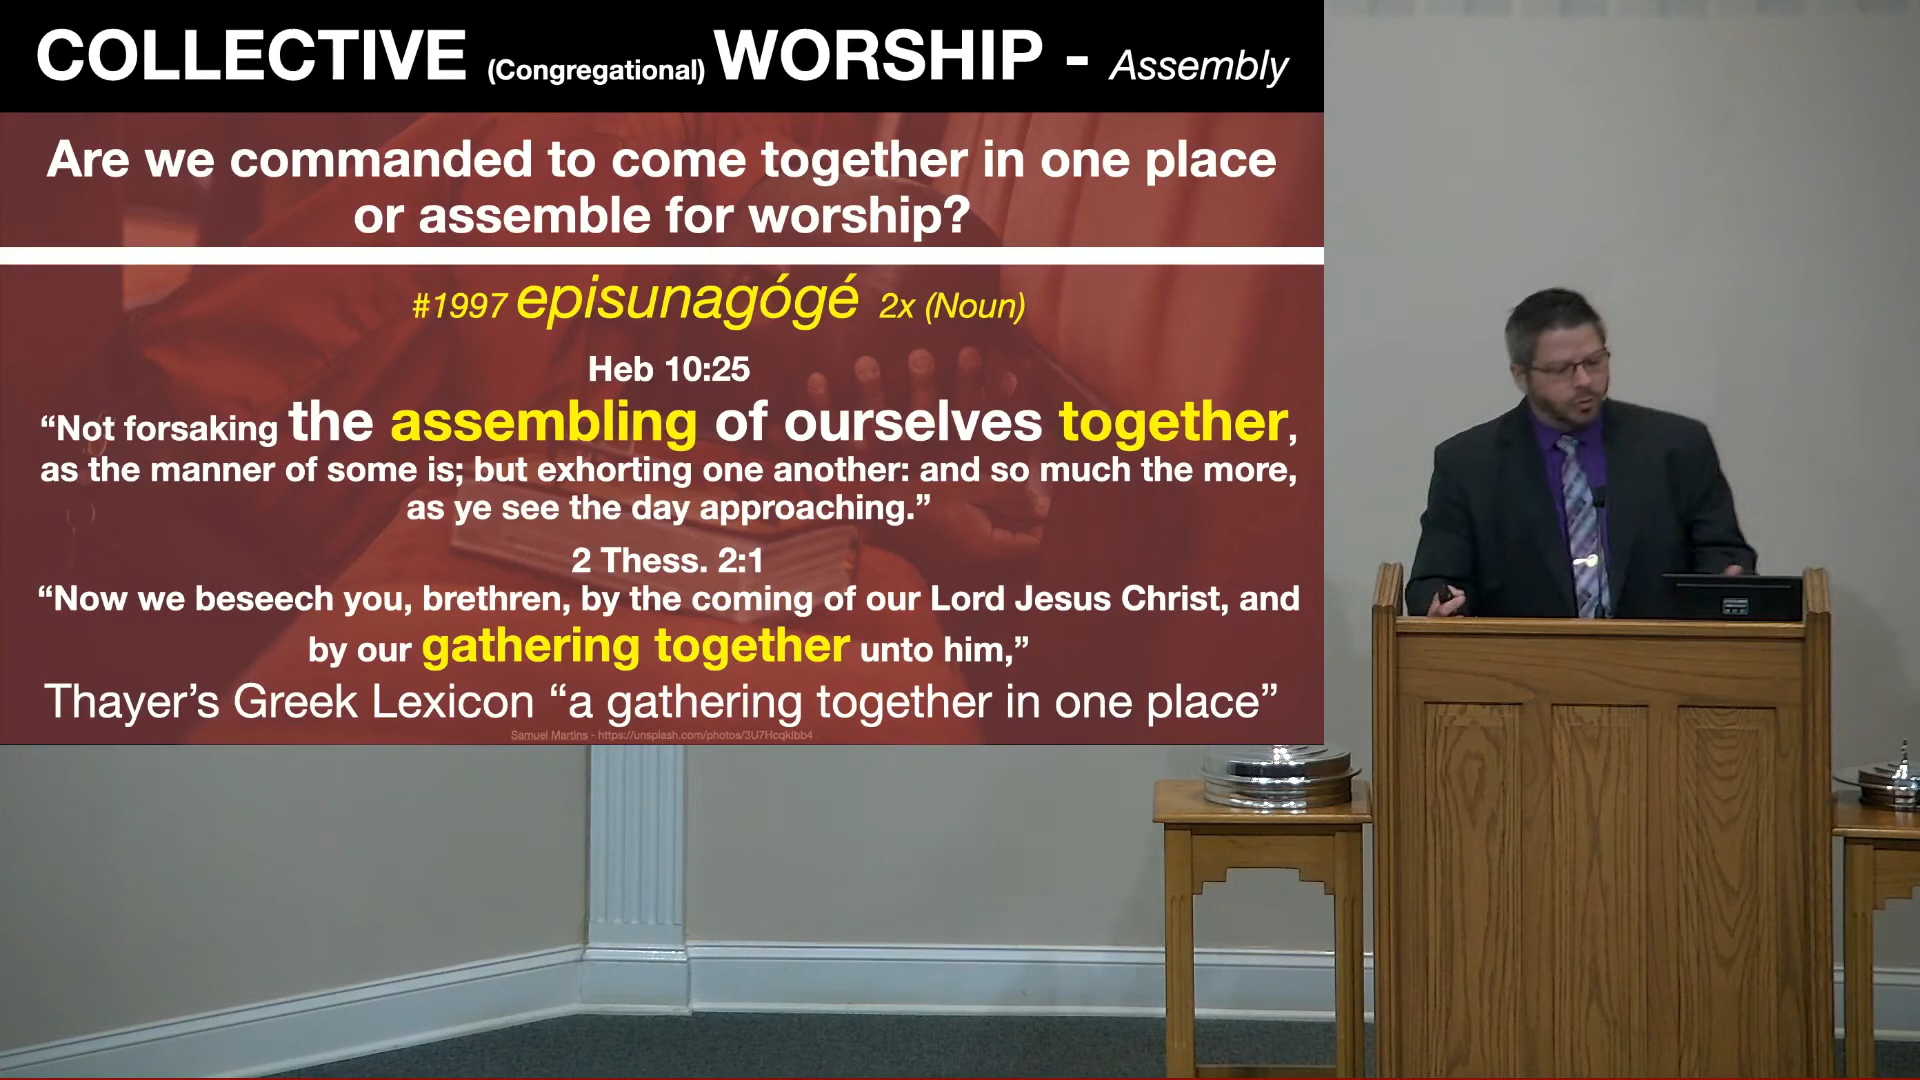 COLLECTIVE (Congregational) WORSHIP - Assembly
Are we commanded to come together in one place
or assemble for worship?
#1997 episunagógé 2x (Noun)
Heb 10:25
“Not forsaking the assembling of ourselves together,
as the manner of some is; but exhorting one another: and so much the more,
as ye see the day approaching.”
2 Thess. 2:1
“Now we beseech you, brethren, by the coming of our Lord Jesus Christ, and
by our gathering together unto him,”
Thayer’s Greek Lexicon “a gathering together in one place”
Samuel Martins - https://unsplash.com/photos/3U7HcqkIbb4